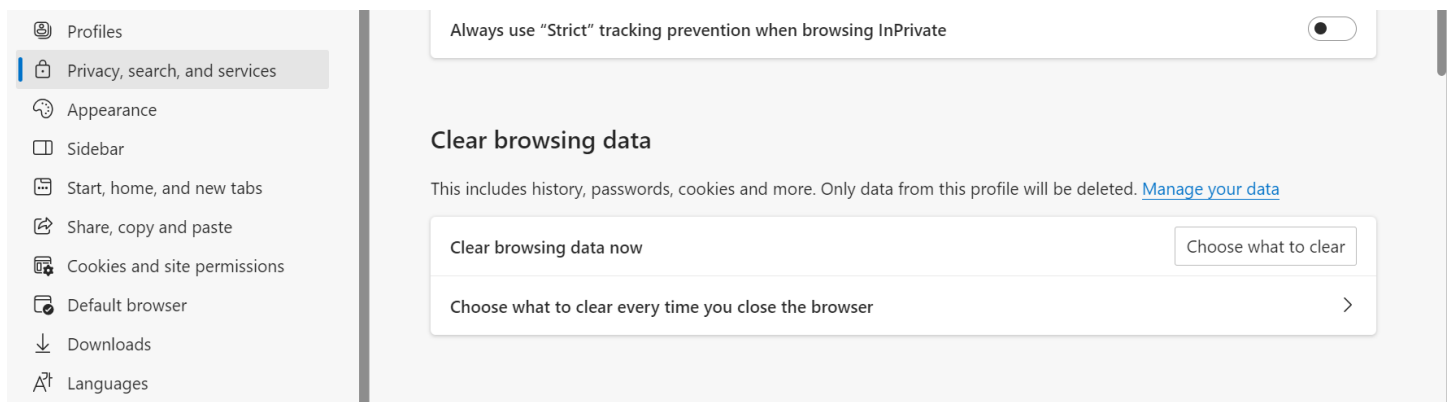 Profiles
Privacy, search, and services
Appearance
Sidebar
Start, home, and new tabs
Share, copy and paste
Cookies and site permissions
Default browser
Downloads
Languages
Always use “Strict” tracking prevention when browsing InPrivate
Clear browsing data
This includes history, passwords, cookies and more. Only data from this profile will be deleted. Manage your data
Clear browsing data now
Choose what to clear
Choose what to clear every time you close the browser